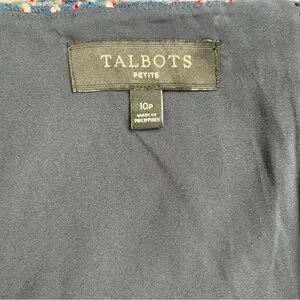 TALBOTS
PETITE
10P
MADE IN
PHILIPPINES